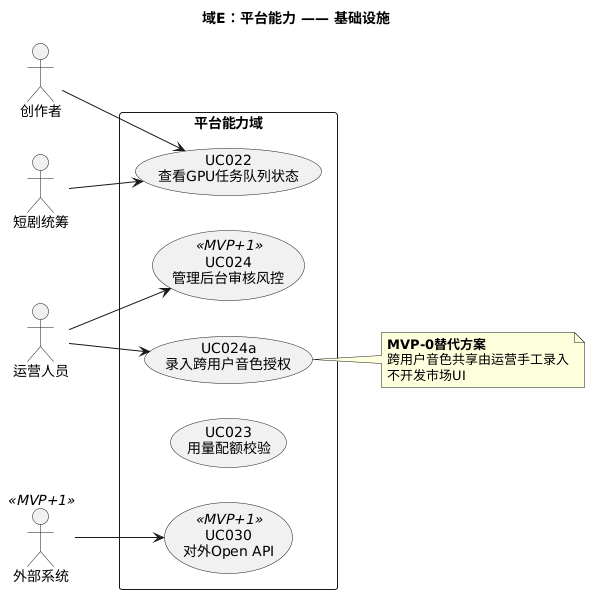 域E：平台能力 —— 基础设施
创作者
短剧统筹
运营人员
«MVP+1»
外部系统
平台能力域
UC022
查看GPU任务队列状态
«MVP+1»
UC024
管理后台审核风控
UC024a
录入跨用户音色授权
UC023
用量配额校验
«MVP+1»
UC030
对外Open API
MVP-0替代方案
跨用户音色共享由运营手工录入
不开发市场UI